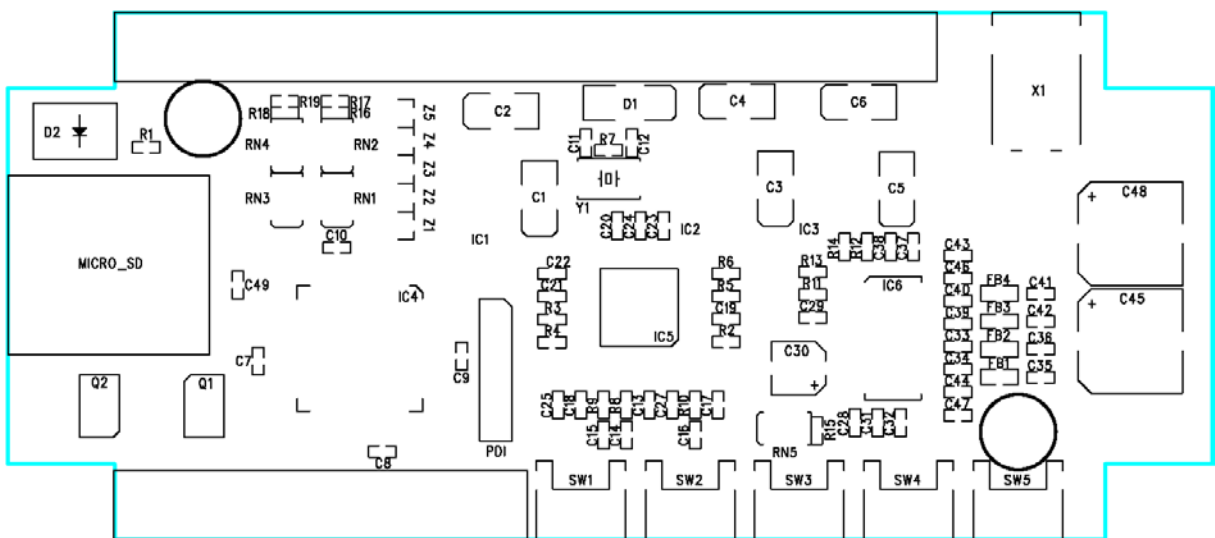 C2
D1
C4
C6
X1
R18
R19
R17
R16
Z5
D2
R1
RN4
RN2
Z4
C11
R7
C12
Z3
RN3
RN1
Z2
C1
C3
C5
C48
+
Y1
Z1
C10
IC1
C20
C24
C23
IC2
IC3
R14
R12
C38
C37
MICRO_SD
C49
IC4
C22
C21
R3
R4
IC5
R6
R5
C19
R2
R13
R11
C29
IC6
C43
C46
C40
C39
C33
C34
C44
C47
FB4
FB3
FB2
FB1
C41
C42
C36
C35
C45
+
C7
C9
C30
+
Q2
Q1
C25
C18
R9
R8
C13
C27
R10
C17
C15
C14
C16
RN5
R15
C28
C31
C32
PDI
C8
SW1
SW2
SW3
SW4
SW5